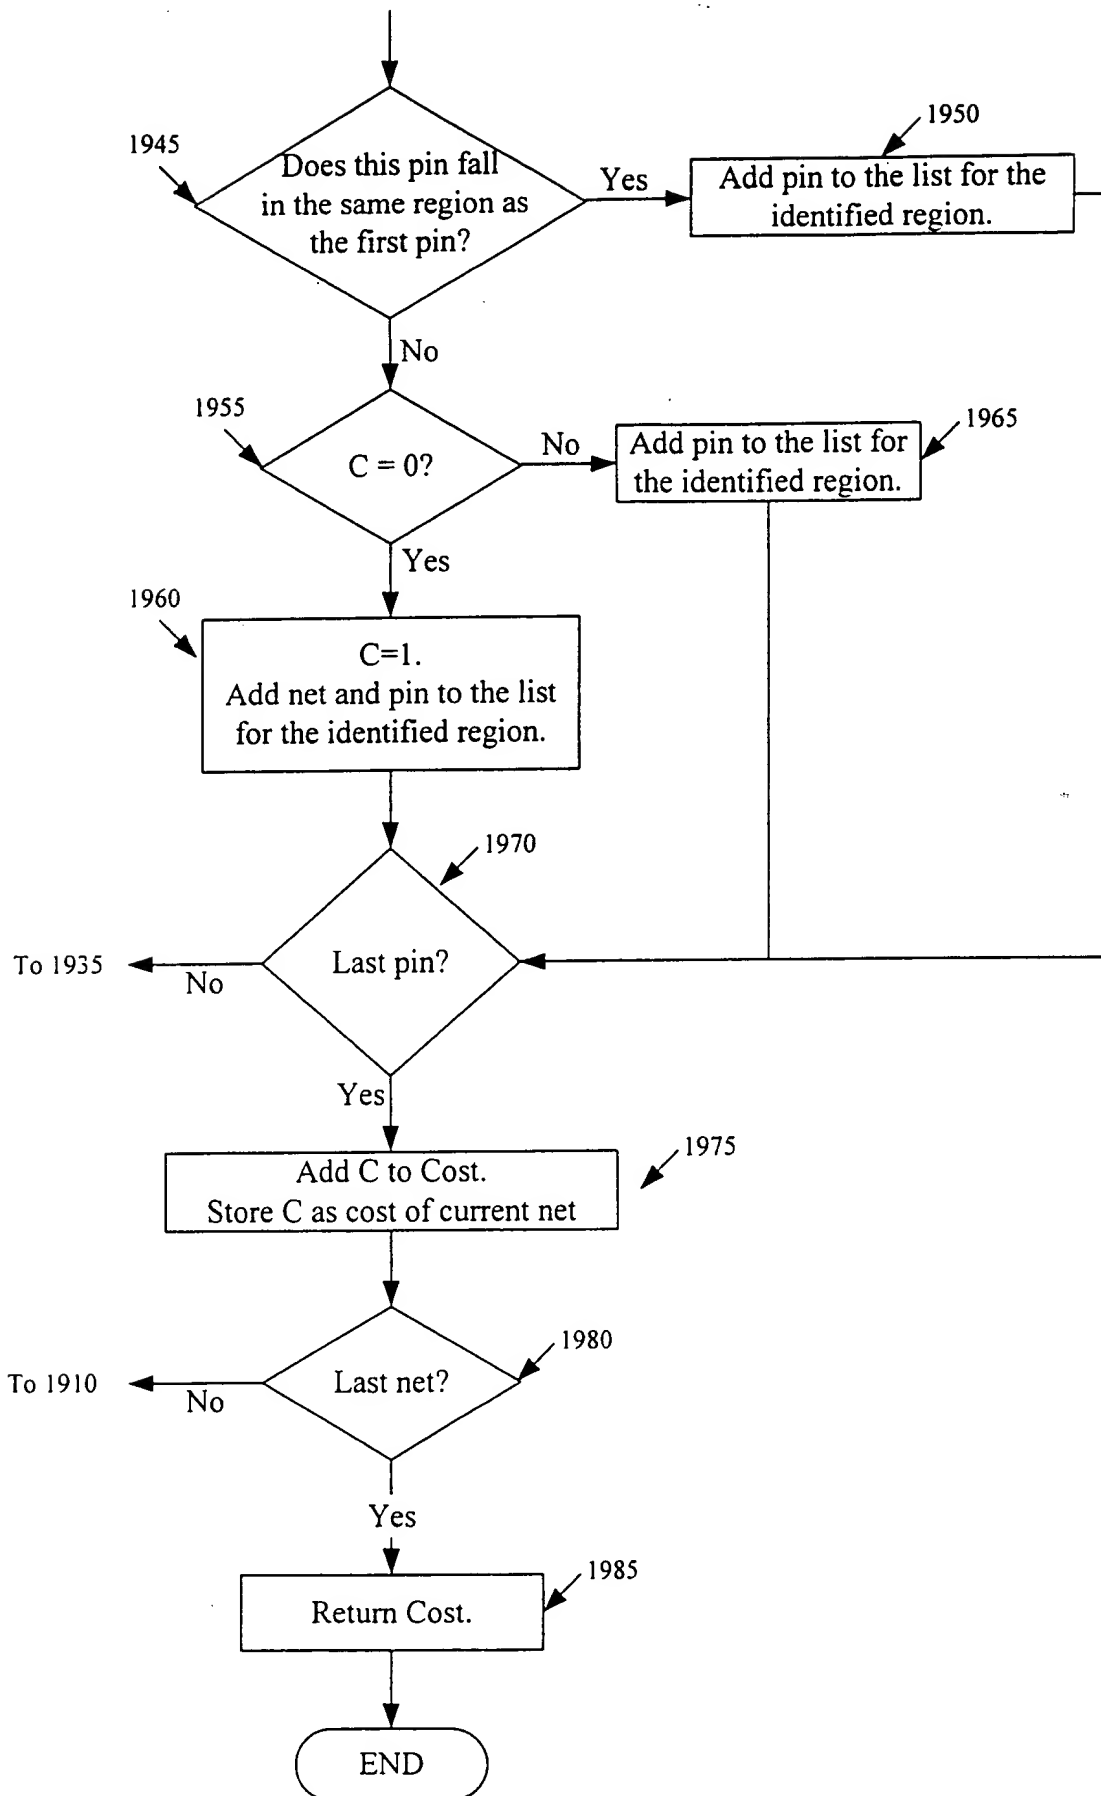 1945
Does this pin fall
in the same region as
the first pin?
Yes
1950
Add pin to the list for the
identified region.
No
1955
C = 0?
No
1965
Add pin to the list for
the identified region.
Yes
1960
C=1.
Add net and pin to the list
for the identified region.
1970
Last pin?
To 1935
No
Yes
1975
Add C to Cost.
Store C as cost of current net
1980
Last net?
To 1910
No
Yes
1985
Return Cost.
END